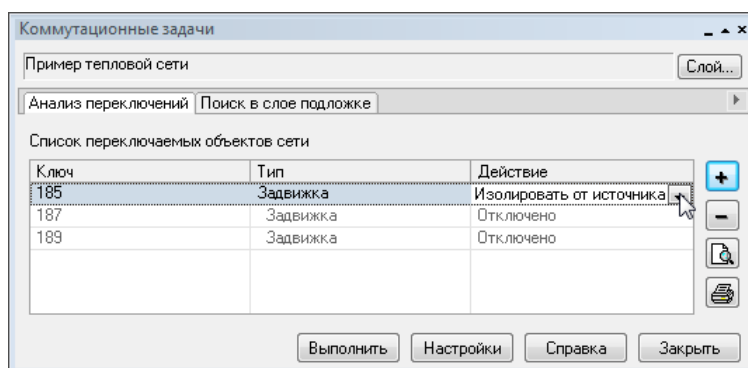 Коммутационные задачи
Пример тепловой сети Слой...
Анализ переключений Поиск в слое подложке
Список переключаемых объектов сети
Ключ Тип Действие
185 Задвижка Изолировать от источника
187 Задвижка Отключено
189 Задвижка Отключено
Выполнить Настройки Справка Закрыть